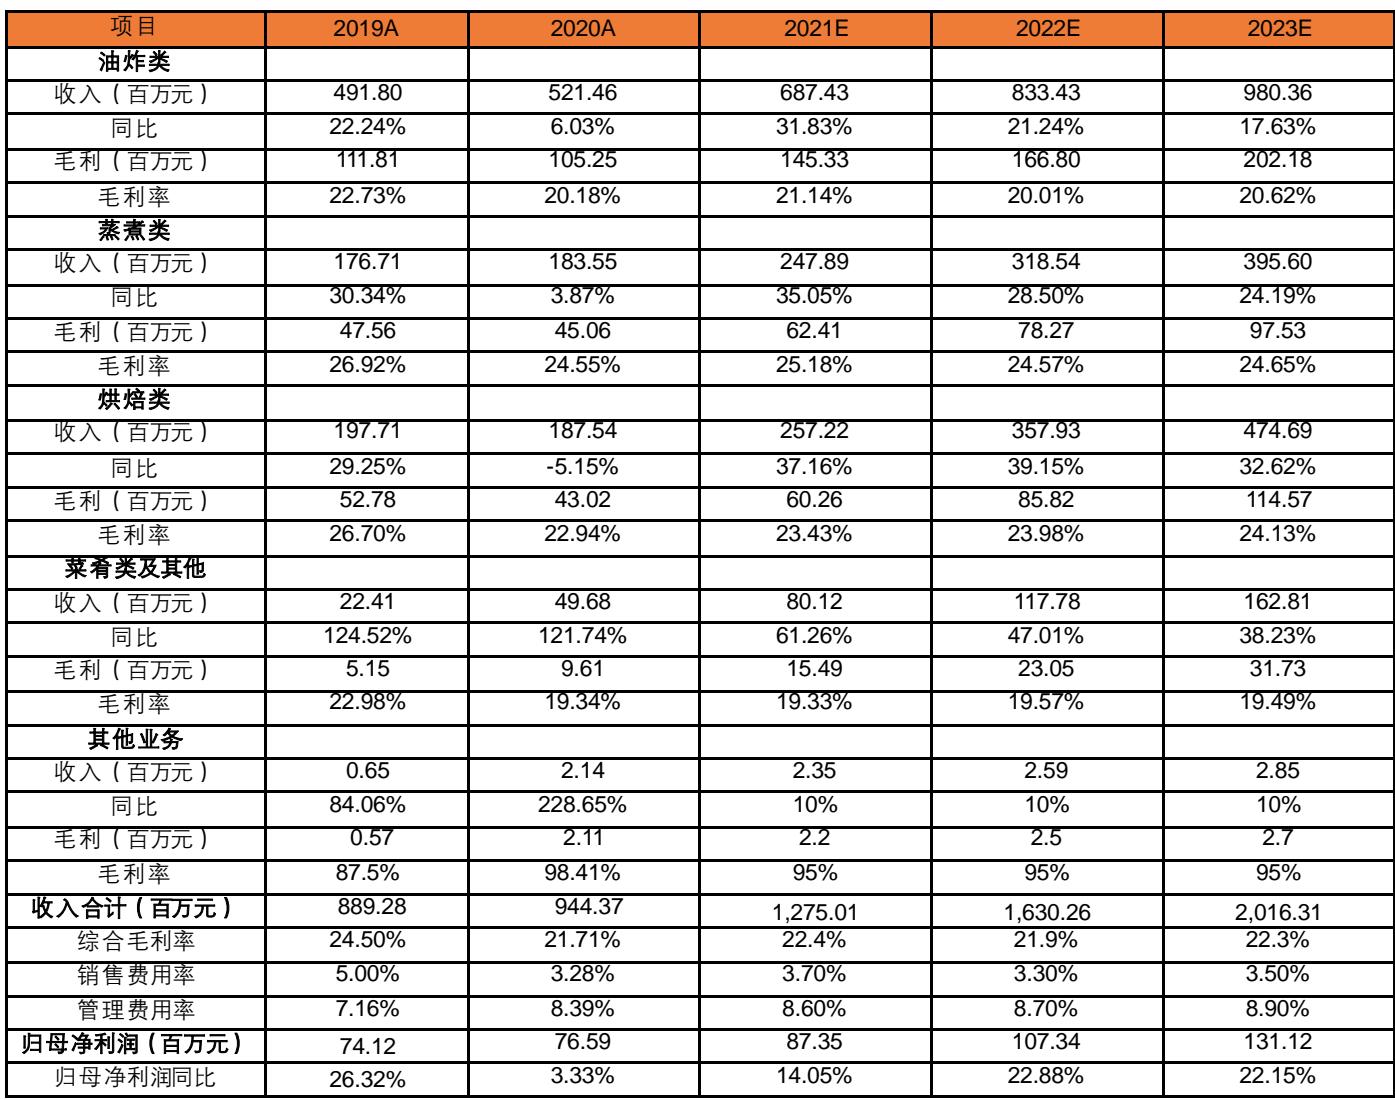 项目 2019A 2020A 2021E 2022E 2023E
油炸类
收入（百万元） 491.80 521.46 687.43 833.43 980.36
同比 22.24% 6.03% 31.83% 21.24% 17.63%
毛利（百万元） 111.81 105.25 145.33 166.80 202.18
毛利率 22.73% 20.18% 21.14% 20.01% 20.62%
蒸煮类
收入（百万元） 176.71 183.55 247.89 318.54 395.60
同比 30.34% 3.87% 35.05% 28.50% 24.19%
毛利（百万元） 47.56 45.06 62.41 78.27 97.53
毛利率 26.92% 24.55% 25.18% 24.57% 24.65%
烘焙类
收入（百万元） 197.71 187.54 257.22 357.93 474.69
同比 29.25% -5.15% 37.16% 39.15% 32.62%
毛利（百万元） 52.78 43.02 60.26 85.82 114.57
毛利率 26.70% 22.94% 23.43% 23.98% 24.13%
菜肴类及其他
收入（百万元） 22.41 49.68 80.12 117.78 162.81
同比 124.52% 121.74% 61.26% 47.01% 38.23%
毛利（百万元） 5.15 9.61 15.49 23.05 31.73
毛利率 22.98% 19.34% 19.33% 19.57% 19.49%
其他业务
收入（百万元） 0.65 2.14 2.35 2.59 2.85
同比 84.06% 228.65% 10% 10% 10%
毛利（百万元） 0.57 2.11 2.2 2.5 2.7
毛利率 87.5% 98.41% 95% 95% 95%
收入合计（百万元） 889.28 944.37 1,275.01 1,630.26 2,016.31
综合毛利率 24.50% 21.71% 22.4% 21.9% 22.3%
销售费用率 5.00% 3.28% 3.70% 3.30% 3.50%
管理费用率 7.16% 8.39% 8.60% 8.70% 8.90%
归母净利润（百万元） 74.12 76.59 87.35 107.34 131.12
归母净利润同比 26.32% 3.33% 14.05% 22.88% 22.15%